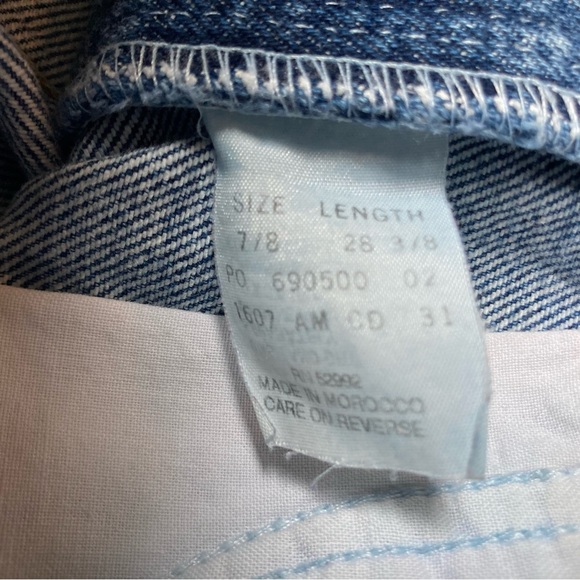 SIZE LENGTH
7/8 28 3/8
PO 690500 02
1607 AM CD 31
RN 52992
MADE IN MOROCCO
CARE ON REVERSE